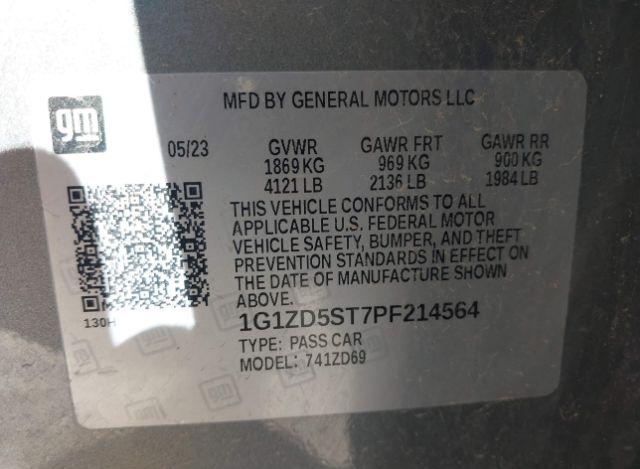 gm
MFD BY GENERAL MOTORS LLC
05/23 GVWR GAWR FRT GAWR RR
1869 KG 969 KG 900 KG
4121 LB 2136 LB 1984 LB
THIS VEHICLE CONFORMS TO ALL
APPLICABLE U.S. FEDERAL MOTOR
VEHICLE SAFETY, BUMPER, AND THEFT
PREVENTION STANDARDS IN EFFECT ON
THE DATE OF MANUFACTURE SHOWN
ABOVE.
130H
1G1ZD5ST7PF214564
TYPE: PASS CAR
MODEL: 741ZD69